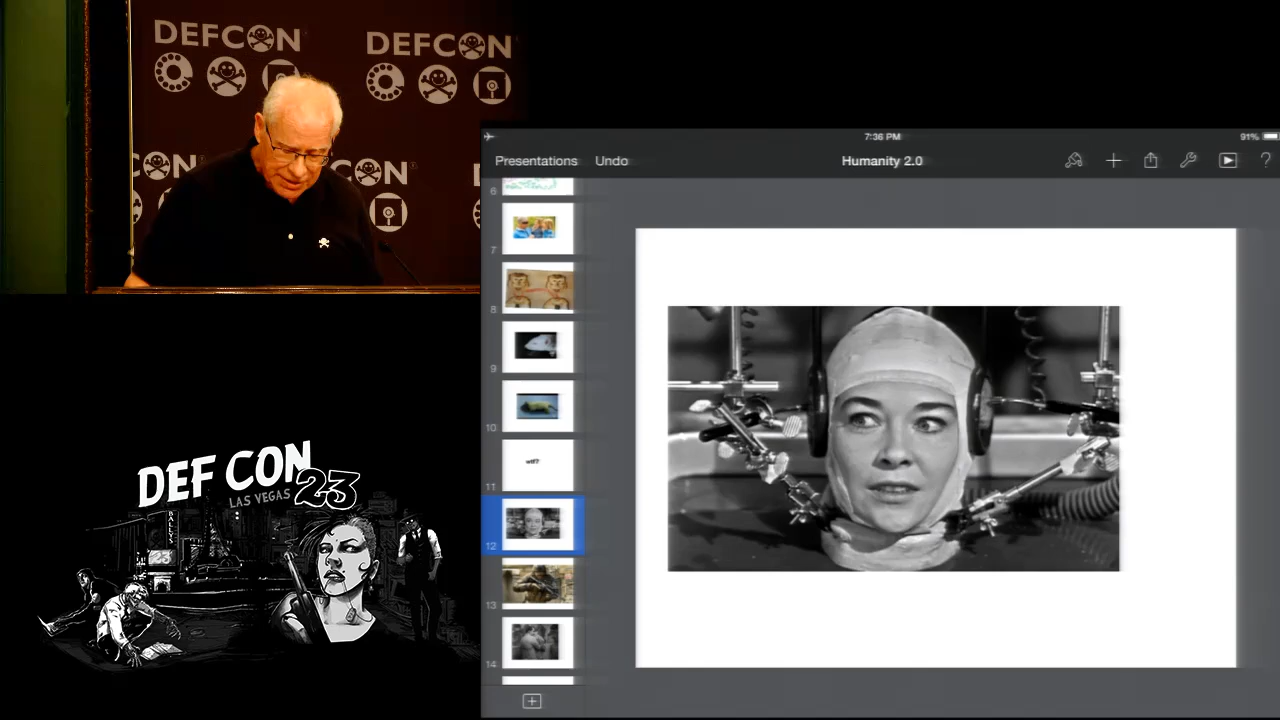 DEFCON
DEFCON
CON
CON
7:36 PM
91%
Presentations
Undo
Humanity 2.0
?
6
7
8
9
10
wtf?
11
12
13
14
DEF CON 23
LAS VEGAS
BALLYS